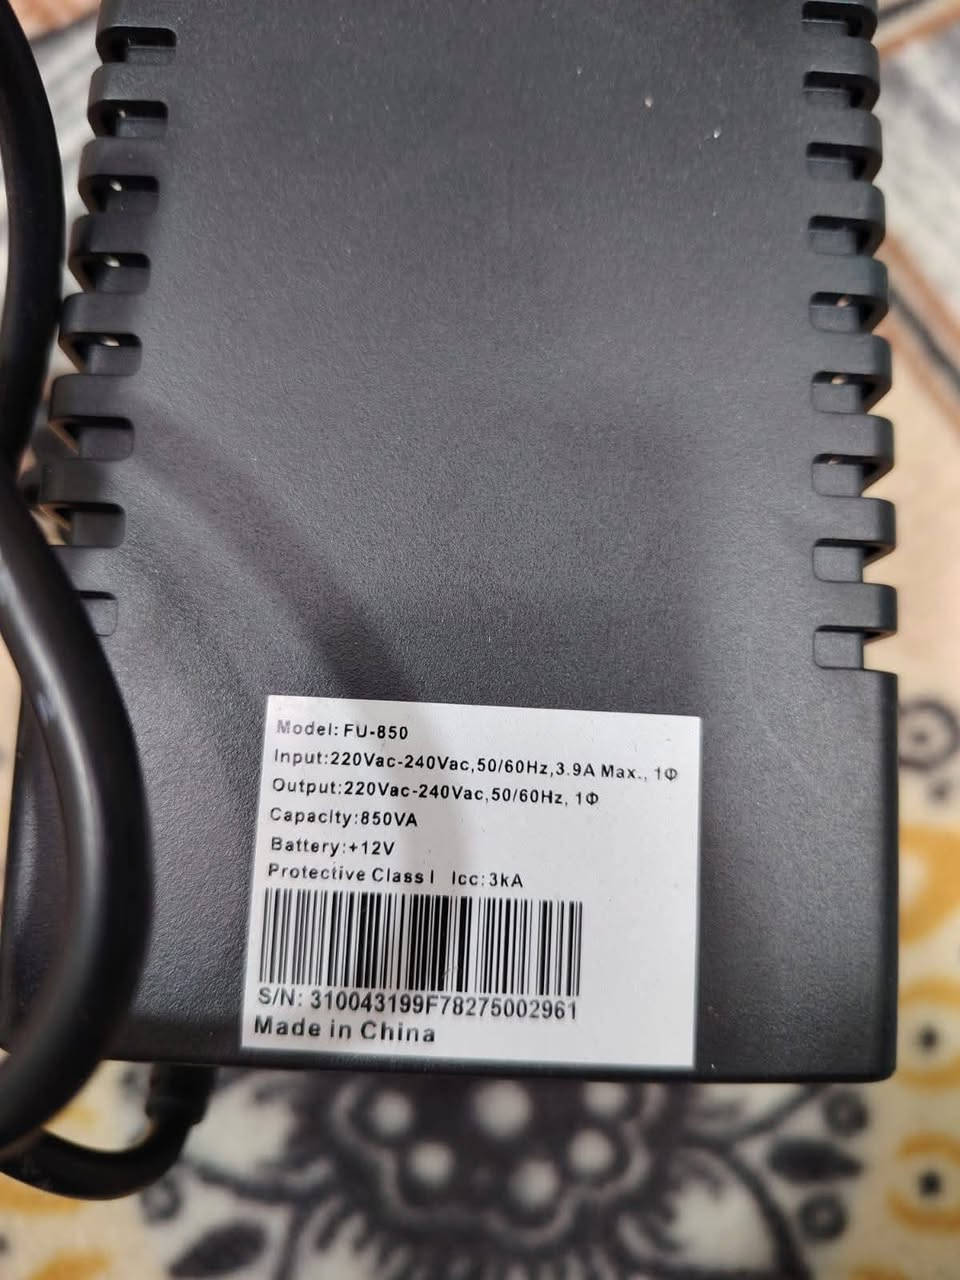 Model: FU-850
Input:220Vac-240Vac,50/60Hz,3.9A Max., 1Φ
Output:220Vac-240Vac,50/60Hz, 1Φ
Capacity:850VA
Battery:+12V
Protective Class I Icc:3kA
S/N: 310043199F78275002961
Made in China